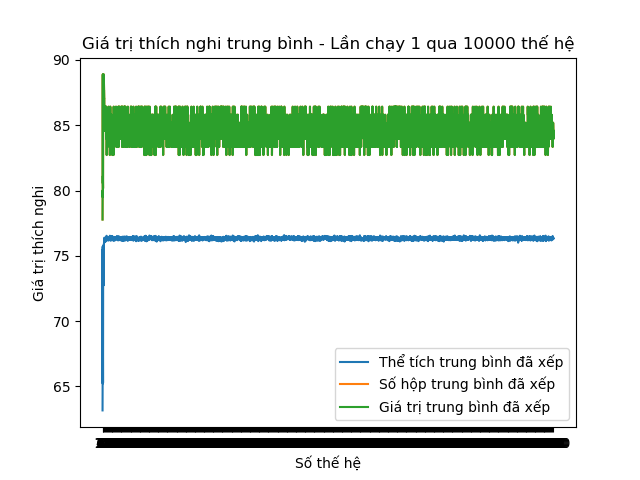 Giá trị thích nghi trung bình - Lần chạy 1 qua 10000 thế hệ
90
85
80
75
70
65
Giá trị thích nghi
Thể tích trung bình đã xếp
Số hộp trung bình đã xếp
Giá trị trung bình đã xếp
Số thế hệ